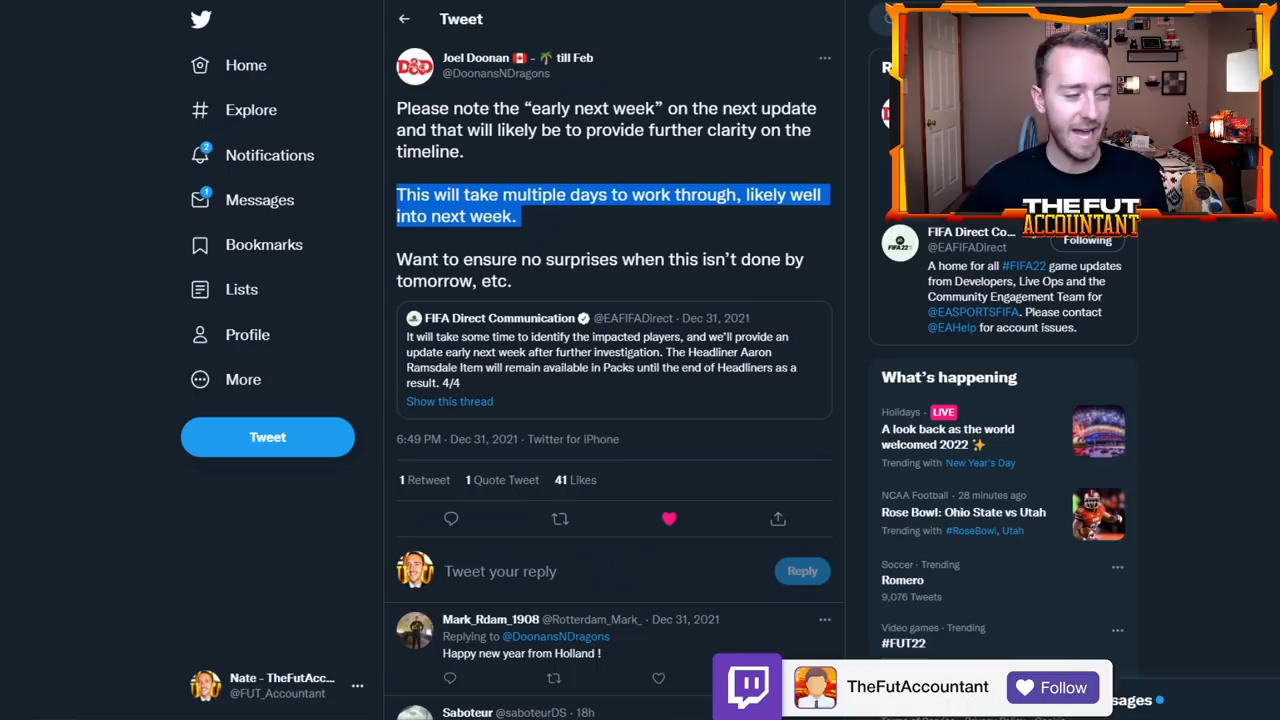 Home
Explore
2
Notifications
1
Messages
Bookmarks
Lists
Profile
More
Tweet
Nate - TheFutAcc...
@FUT_Accountant
Tweet
D&D
Joel Doonan 🇨🇦 - 🌴 till Feb
@DoonansNDragons
Please note the “early next week” on the next update
and that will likely be to provide further clarity on the
timeline.
This will take multiple days to work through, likely well
into next week.
Want to ensure no surprises when this isn’t done by
tomorrow, etc.
FIFA Direct Communication @EAFIFADirect · Dec 31, 2021
It will take some time to identify the impacted players, and we’ll provide an
update early next week after further investigation. The Headliner Aaron
Ramsdale Item will remain available in Packs until the end of Headliners as a
result. 4/4
Show this thread
6:49 PM · Dec 31, 2021 · Twitter for iPhone
1 Retweet 1 Quote Tweet 41 Likes
Tweet your reply
Reply
Mark_Rdam_1908 @Rotterdam_Mark_ · Dec 31, 2021
Replying to @DoonansNDragons
Happy new year from Holland !
Saboteur @saboteurDS · 18h
R
THE FUT
ACCOUNTANT
FIFA Direct Co...
@EAFIFADirect
Following
FIFA 22
A home for all #FIFA22 game updates
from Developers, Live Ops and the
Community Engagement Team for
@EASPORTSFIFA. Please contact
@EAHelp for account issues.
What’s happening
Holidays · LIVE
A look back as the world
welcomed 2022 ✨
Trending with New Year's Day
NCAA Football · 28 minutes ago
Rose Bowl: Ohio State vs Utah
Trending with #RoseBowl, Utah
Soccer · Trending
Romero
9,076 Tweets
Video games · Trending
#FUT22
TheFutAccountant
Follow